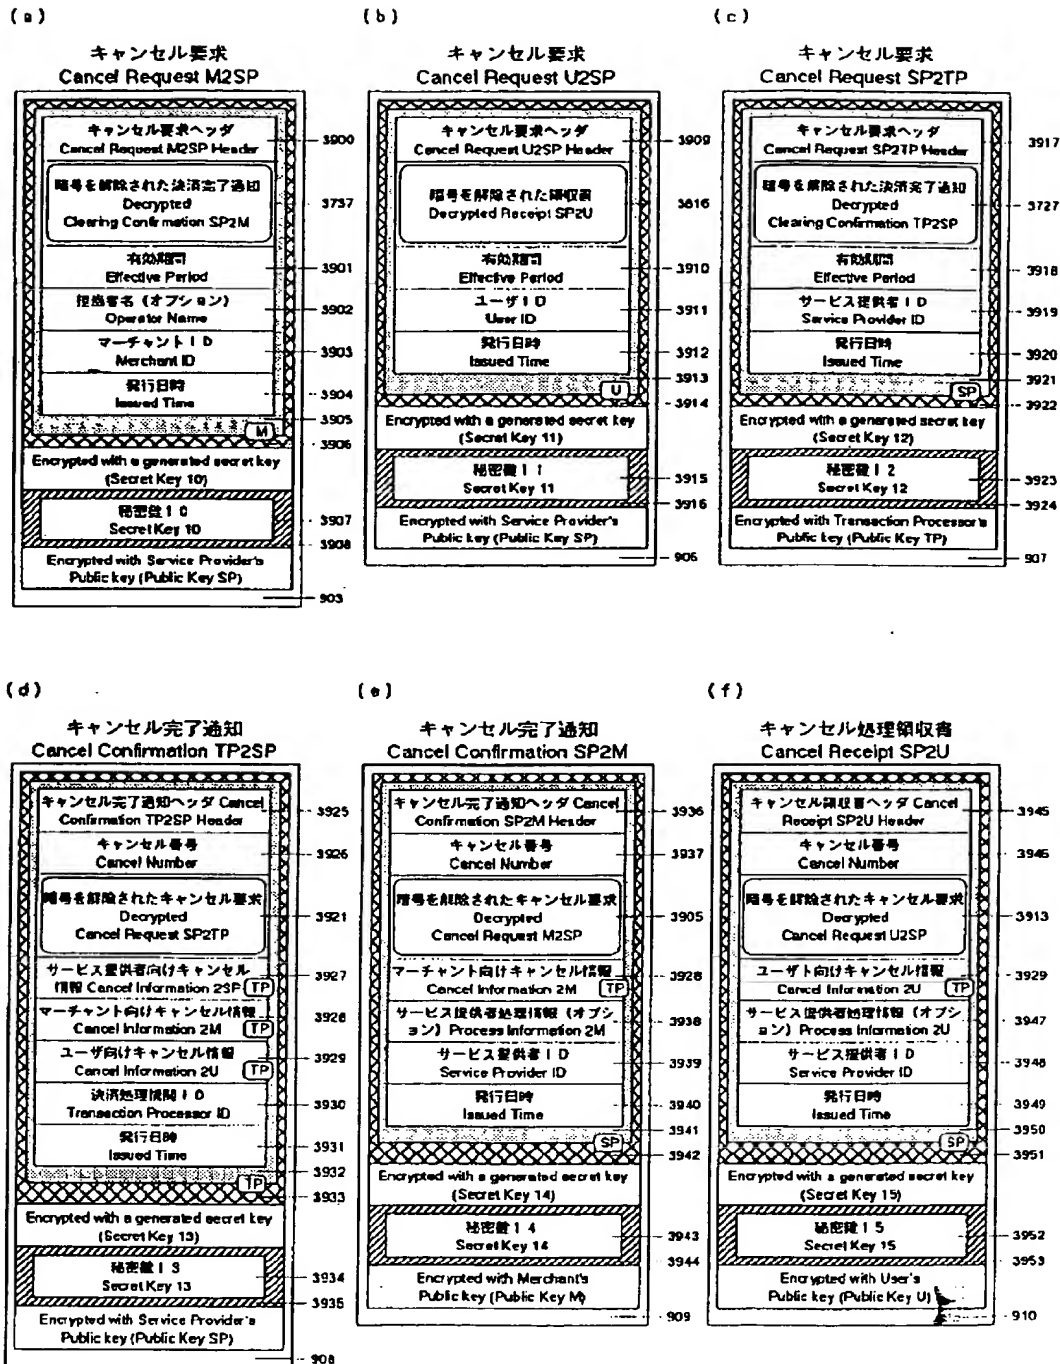 (a)
キャンセル要求
Cancel Request M2SP
キャンセル要求ヘッダ
Cancel Request M2SP Header
3900
暗号を解除された決済完了通知
Decrypted
Clearing Confirmation SP2M
3737
有効期間
Effective Period
3901
担当者名 (オプション)
Operator Name
3902
マーチャントID
Merchant ID
3903
発行日時
Issued Time
3904
3905
M
3906
Encrypted with a generated secret key
(Secret Key 10)
秘密鍵10
Secret Key 10
3907
3908
Encrypted with Service Provider's
Public key (Public Key SP)
903
(b)
キャンセル要求
Cancel Request U2SP
キャンセル要求ヘッダ
Cancel Request U2SP Header
3909
暗号を解除された領収書
Decrypted Receipt SP2U
3816
有効期間
Effective Period
3910
ユーザID
User ID
3911
発行日時
Issued Time
3912
3913
U
3914
Encrypted with a generated secret key
(Secret Key 11)
秘密鍵11
Secret Key 11
3915
3916
Encrypted with Service Provider's
Public key (Public Key SP)
906
(c)
キャンセル要求
Cancel Request SP2TP
キャンセル要求ヘッダ
Cancel Request SP2TP Header
3917
暗号を解除された決済完了通知
Decrypted
Clearing Confirmation TP2SP
3727
有効期間
Effective Period
3918
サービス提供者ID
Service Provider ID
3919
発行日時
Issued Time
3920
3921
SP
3922
Encrypted with a generated secret key
(Secret Key 12)
秘密鍵12
Secret Key 12
3923
3924
Encrypted with Transaction Processor's
Public key (Public Key TP)
907
(d)
キャンセル完了通知
Cancel Confirmation TP2SP
キャンセル完了通知ヘッダ Cancel
Confirmation TP2SP Header
3925
キャンセル番号
Cancel Number
3926
暗号を解除されたキャンセル要求
Decrypted
Cancel Request SP2TP
3921
サービス提供者向けキャンセル
情報 Cancel Information 2SP
TP
3927
マーチャント向けキャンセル情報
Cancel Information 2M
TP
3928
ユーザ向けキャンセル情報
Cancel Information 2U
TP
3929
決済処理機関ID
Transaction Processor ID
3930
発行日時
Issued Time
3931
3932
TP
3933
Encrypted with a generated secret key
(Secret Key 13)
秘密鍵13
Secret Key 13
3934
3935
Encrypted with Service Provider's
Public key (Public Key SP)
908
(e)
キャンセル完了通知
Cancel Confirmation SP2M
キャンセル完了通知ヘッダ Cancel
Confirmation SP2M Header
3936
キャンセル番号
Cancel Number
3937
暗号を解除されたキャンセル要求
Decrypted
Cancel Request M2SP
3905
マーチャント向けキャンセル情報
Cancel Information 2M
TP
3928
サービス提供者処理情報 (オプシ
ョン) Process Information 2M
3938
サービス提供者ID
Service Provider ID
3939
発行日時
Issued Time
3940
3941
SP
3942
Encrypted with a generated secret key
(Secret Key 14)
秘密鍵14
Secret Key 14
3943
3944
Encrypted with Merchant's
Public key (Public Key M)
909
(f)
キャンセル処理領収書
Cancel Receipt SP2U
キャンセル領収書ヘッダ Cancel
Receipt SP2U Header
3945
キャンセル番号
Cancel Number
3945
暗号を解除されたキャンセル要求
Decrypted
Cancel Request U2SP
3913
ユーザト向けキャンセル情報
Cancel Information 2U
TP
3929
サービス提供者処理情報 (オプシ
ョン) Process Information 2U
3947
サービス提供者ID
Service Provider ID
3948
発行日時
Issued Time
3949
3950
SP
3951
Encrypted with a generated secret key
(Secret Key 15)
秘密鍵15
Secret Key 15
3952
3953
Encrypted with User's
Public key (Public Key U)
910